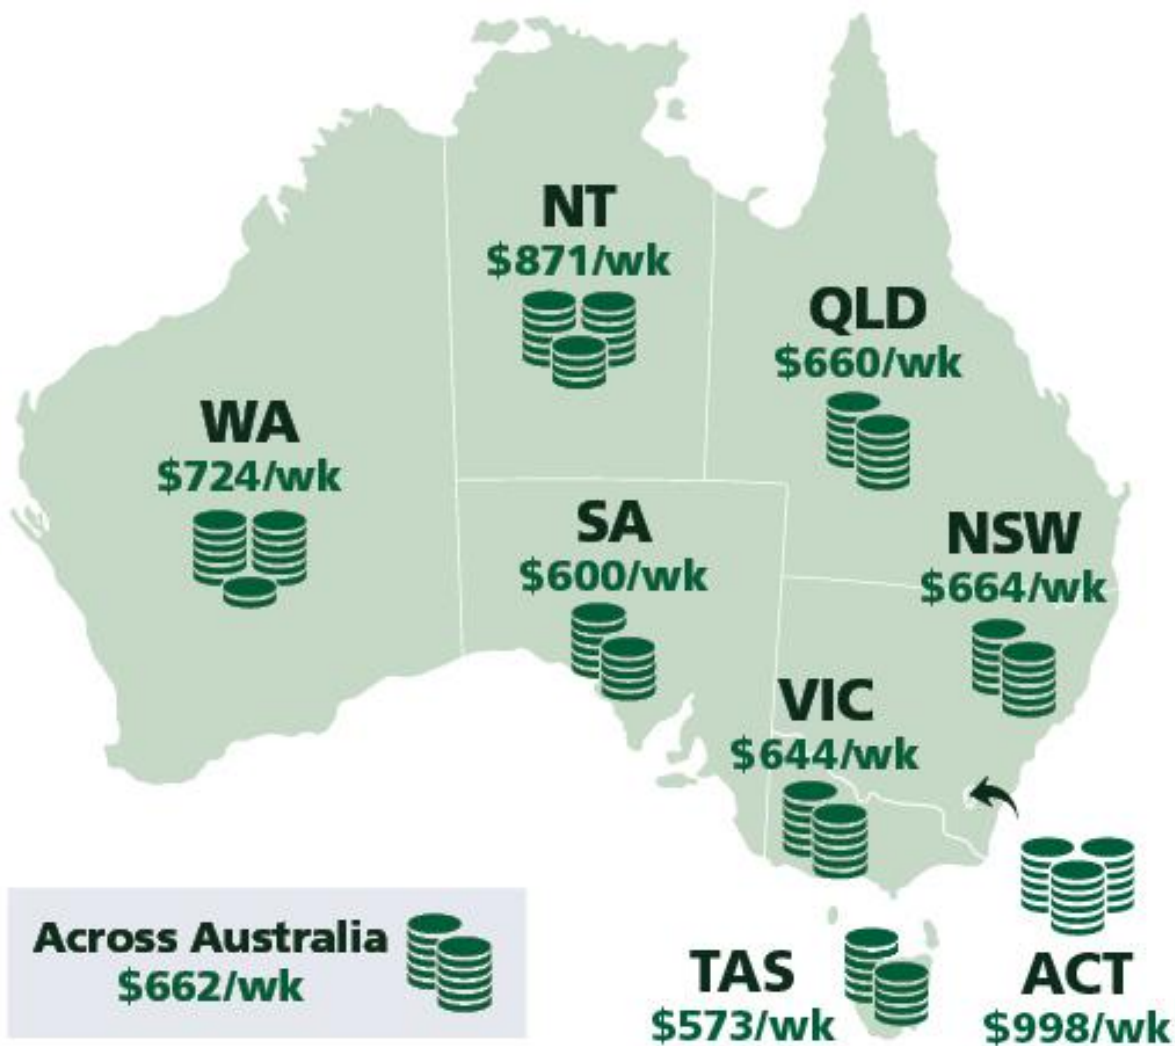 NT
$871/wk
QLD
$660/wk
WA
$724/wk
SA
$600/wk
NSW
$664/wk
VIC
$644/wk
Across Australia
$662/wk
TAS
$573/wk
ACT
$998/wk